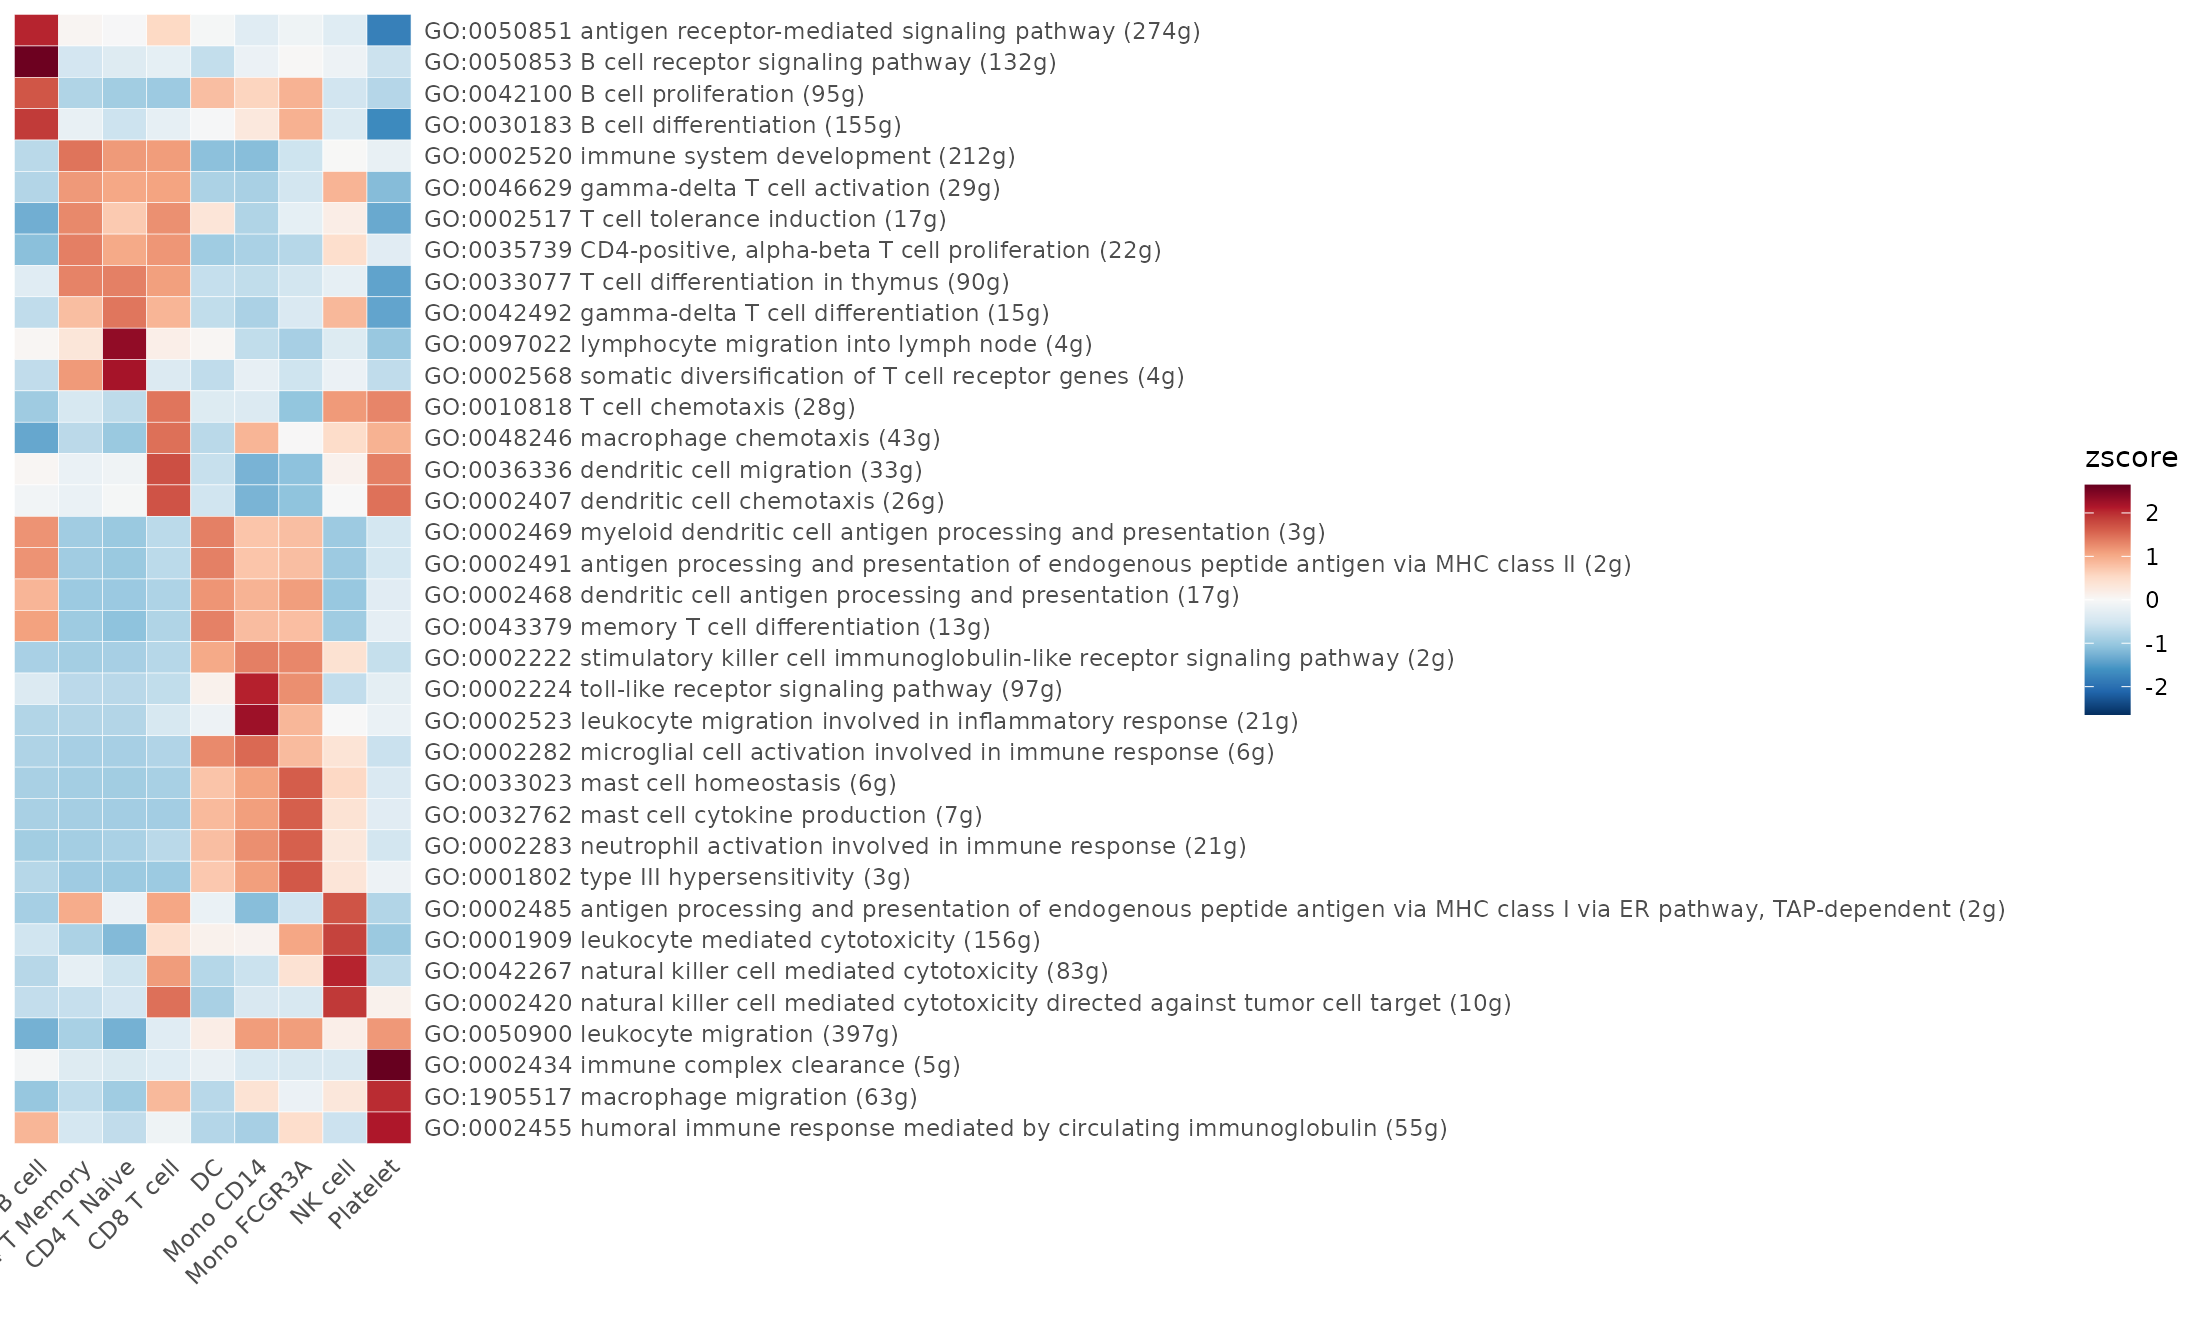 GO:0050851 antigen receptor-mediated signaling pathway (274g)
GO:0050853 B cell receptor signaling pathway (132g)
GO:0042100 B cell proliferation (95g)
GO:0030183 B cell differentiation (155g)
GO:0002520 immune system development (212g)
GO:0046629 gamma-delta T cell activation (29g)
GO:0002517 T cell tolerance induction (17g)
GO:0035739 CD4-positive, alpha-beta T cell proliferation (22g)
GO:0033077 T cell differentiation in thymus (90g)
GO:0042492 gamma-delta T cell differentiation (15g)
GO:0097022 lymphocyte migration into lymph node (4g)
GO:0002568 somatic diversification of T cell receptor genes (4g)
GO:0010818 T cell chemotaxis (28g)
GO:0048246 macrophage chemotaxis (43g)
GO:0036336 dendritic cell migration (33g)
GO:0002407 dendritic cell chemotaxis (26g)
GO:0002469 myeloid dendritic cell antigen processing and presentation (3g)
GO:0002491 antigen processing and presentation of endogenous peptide antigen via MHC class II (2g)
GO:0002468 dendritic cell antigen processing and presentation (17g)
GO:0043379 memory T cell differentiation (13g)
GO:0002222 stimulatory killer cell immunoglobulin-like receptor signaling pathway (2g)
GO:0002224 toll-like receptor signaling pathway (97g)
GO:0002523 leukocyte migration involved in inflammatory response (21g)
GO:0002282 microglial cell activation involved in immune response (6g)
GO:0033023 mast cell homeostasis (6g)
GO:0032762 mast cell cytokine production (7g)
GO:0002283 neutrophil activation involved in immune response (21g)
GO:0001802 type III hypersensitivity (3g)
GO:0002485 antigen processing and presentation of endogenous peptide antigen via MHC class I via ER pathway, TAP-dependent (2g)
GO:0001909 leukocyte mediated cytotoxicity (156g)
GO:0042267 natural killer cell mediated cytotoxicity (83g)
GO:0002420 natural killer cell mediated cytotoxicity directed against tumor cell target (10g)
GO:0050900 leukocyte migration (397g)
GO:0002434 immune complex clearance (5g)
GO:1905517 macrophage migration (63g)
GO:0002455 humoral immune response mediated by circulating immunoglobulin (55g)
B cell
T Memory
CD4 T Naive
CD8 T cell
DC
Mono CD14
Mono FCGR3A
NK cell
Platelet
zscore
2
1
0
-1
-2